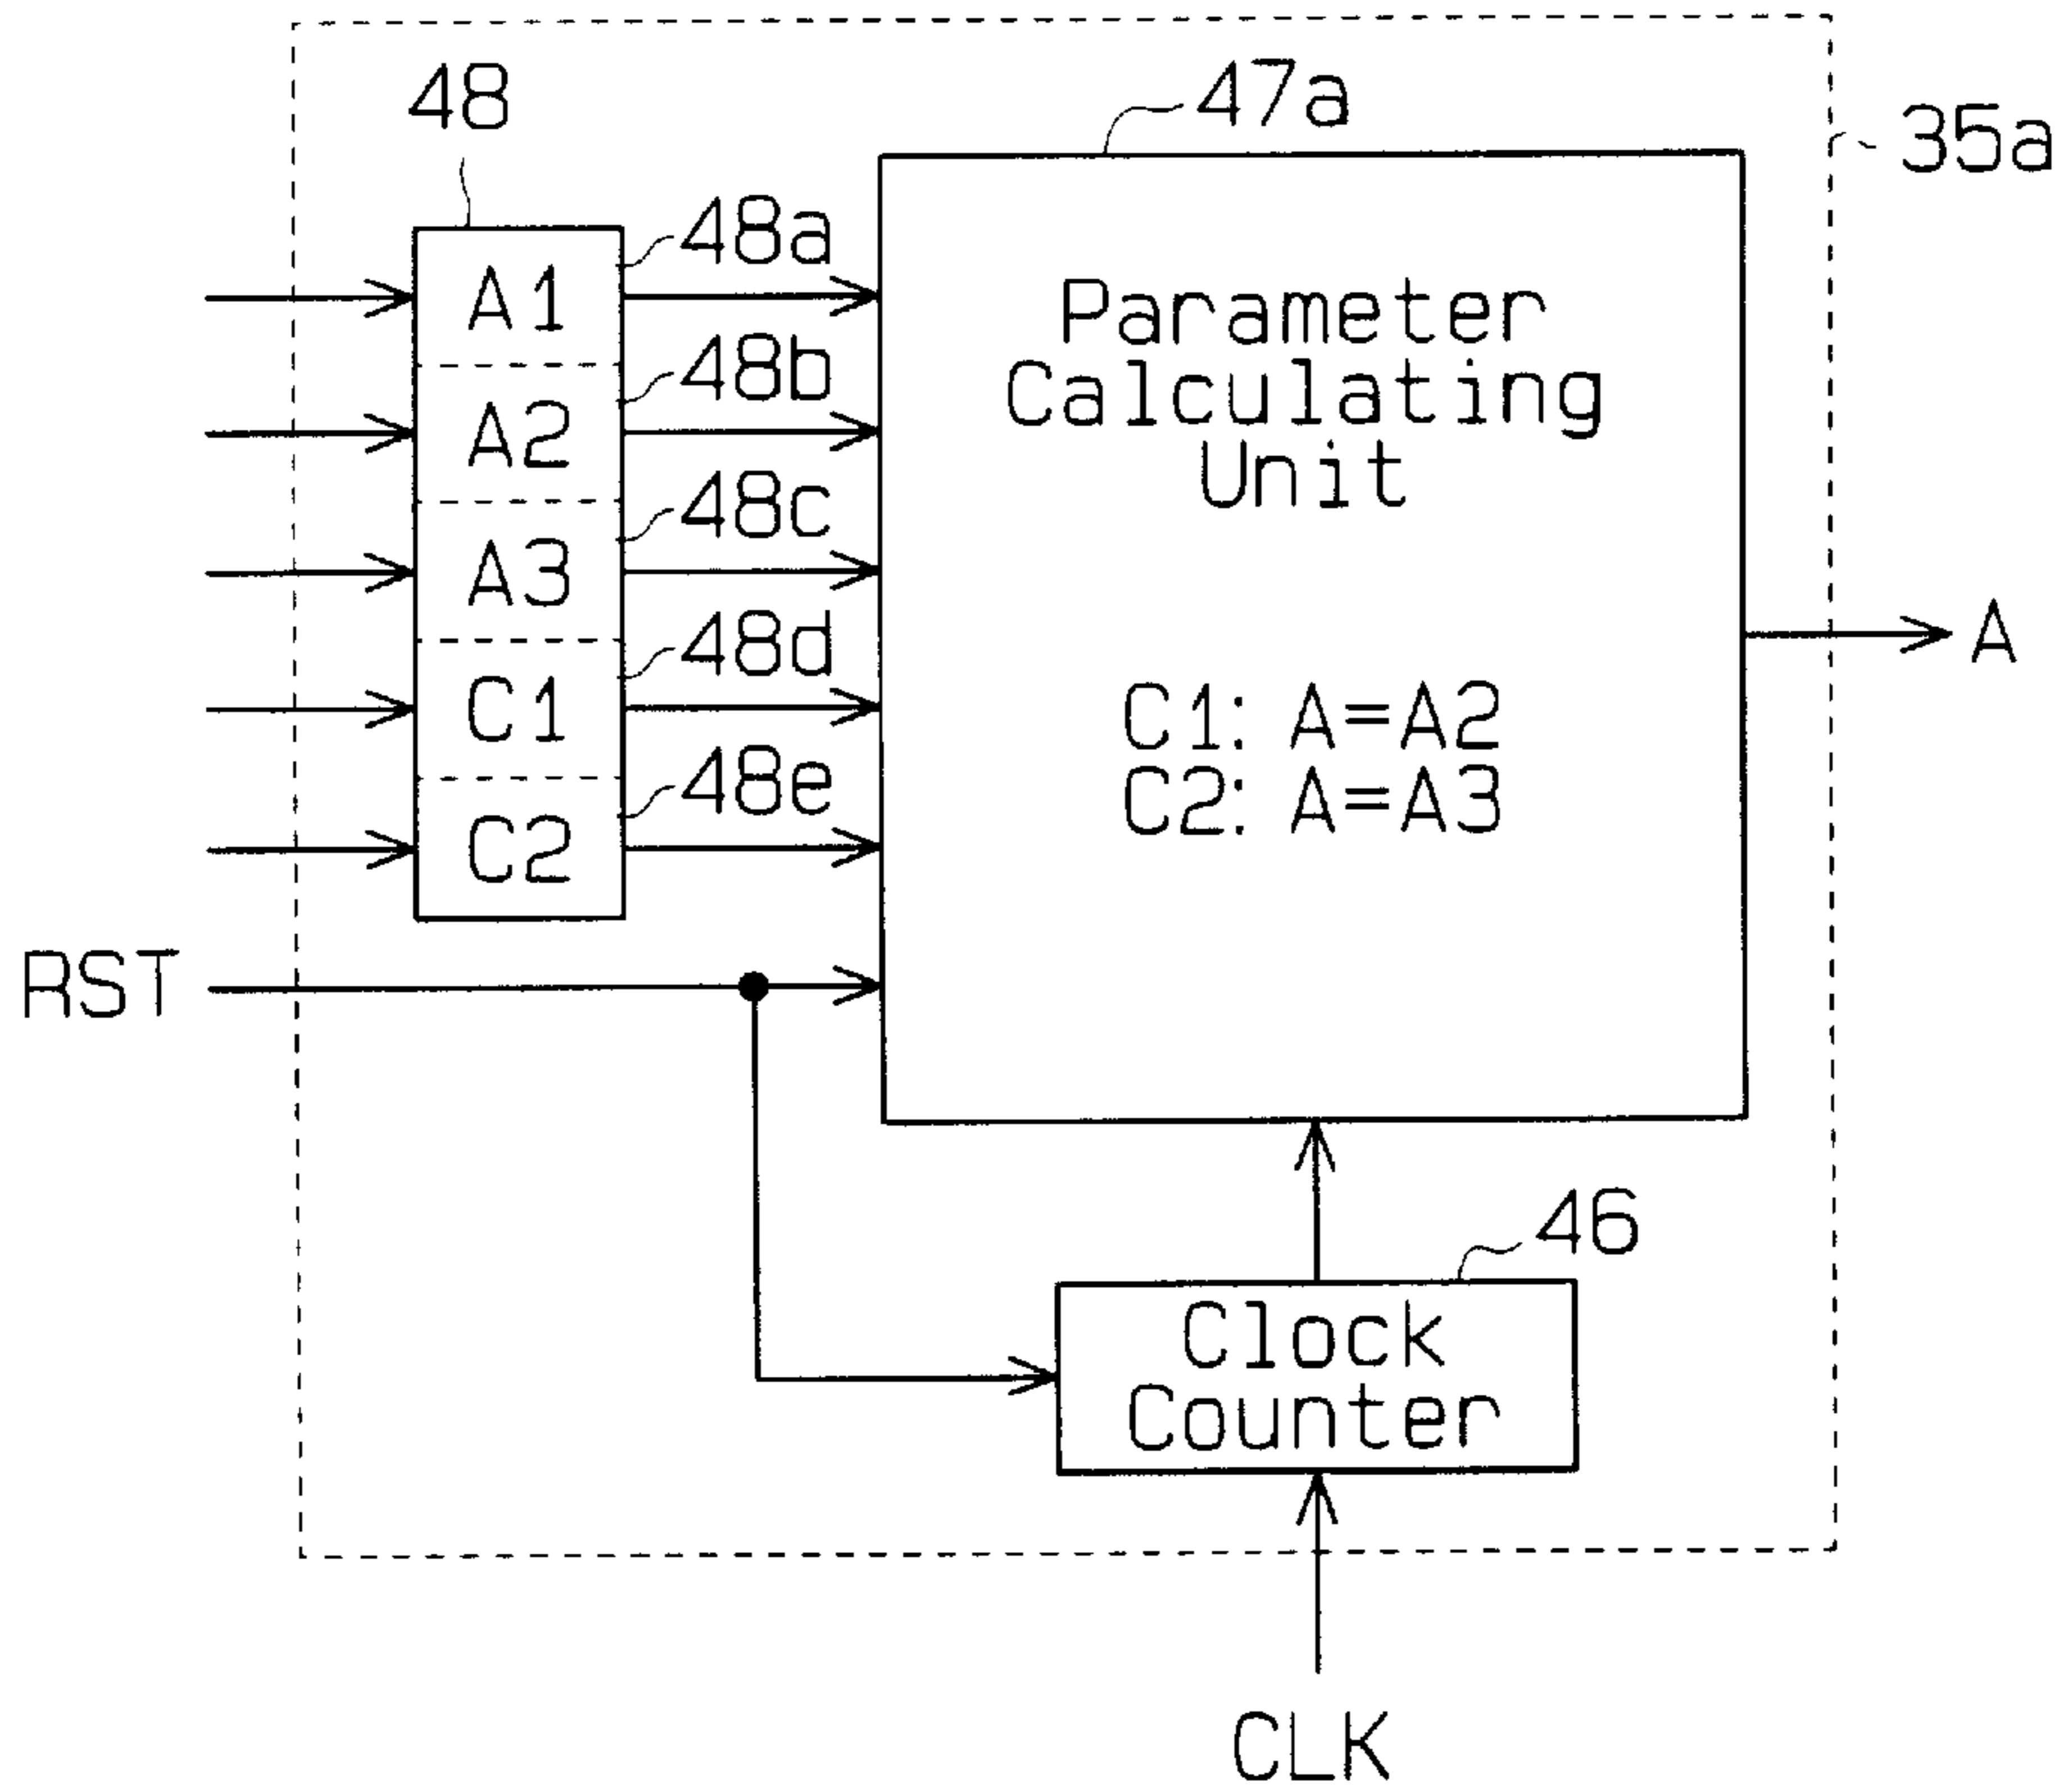 48
47a
35a
48a
A1
48b
A2
48c
A3
48d
C1
48e
C2
Parameter
Calculating
Unit
C1: A=A2
C2: A=A3
A
RST
46
Clock
Counter
CLK